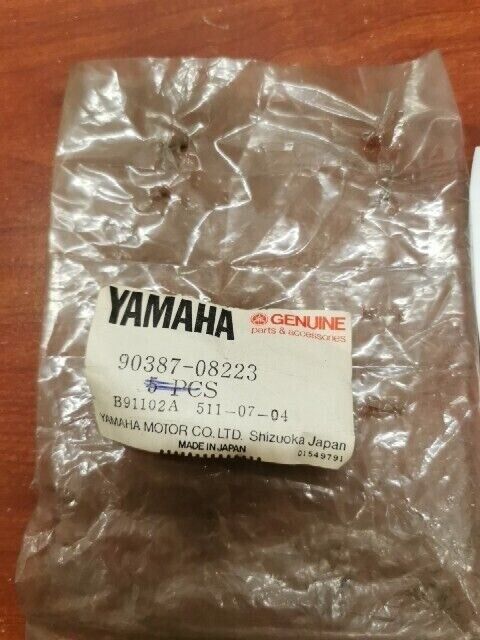 YAMAHA GENUINE
parts & accessories
90387-08223
5 PCS
B91102A 511-07-04
YAMAHA MOTOR CO. LTD. Shizuoka Japan
MADE IN JAPAN 01549791